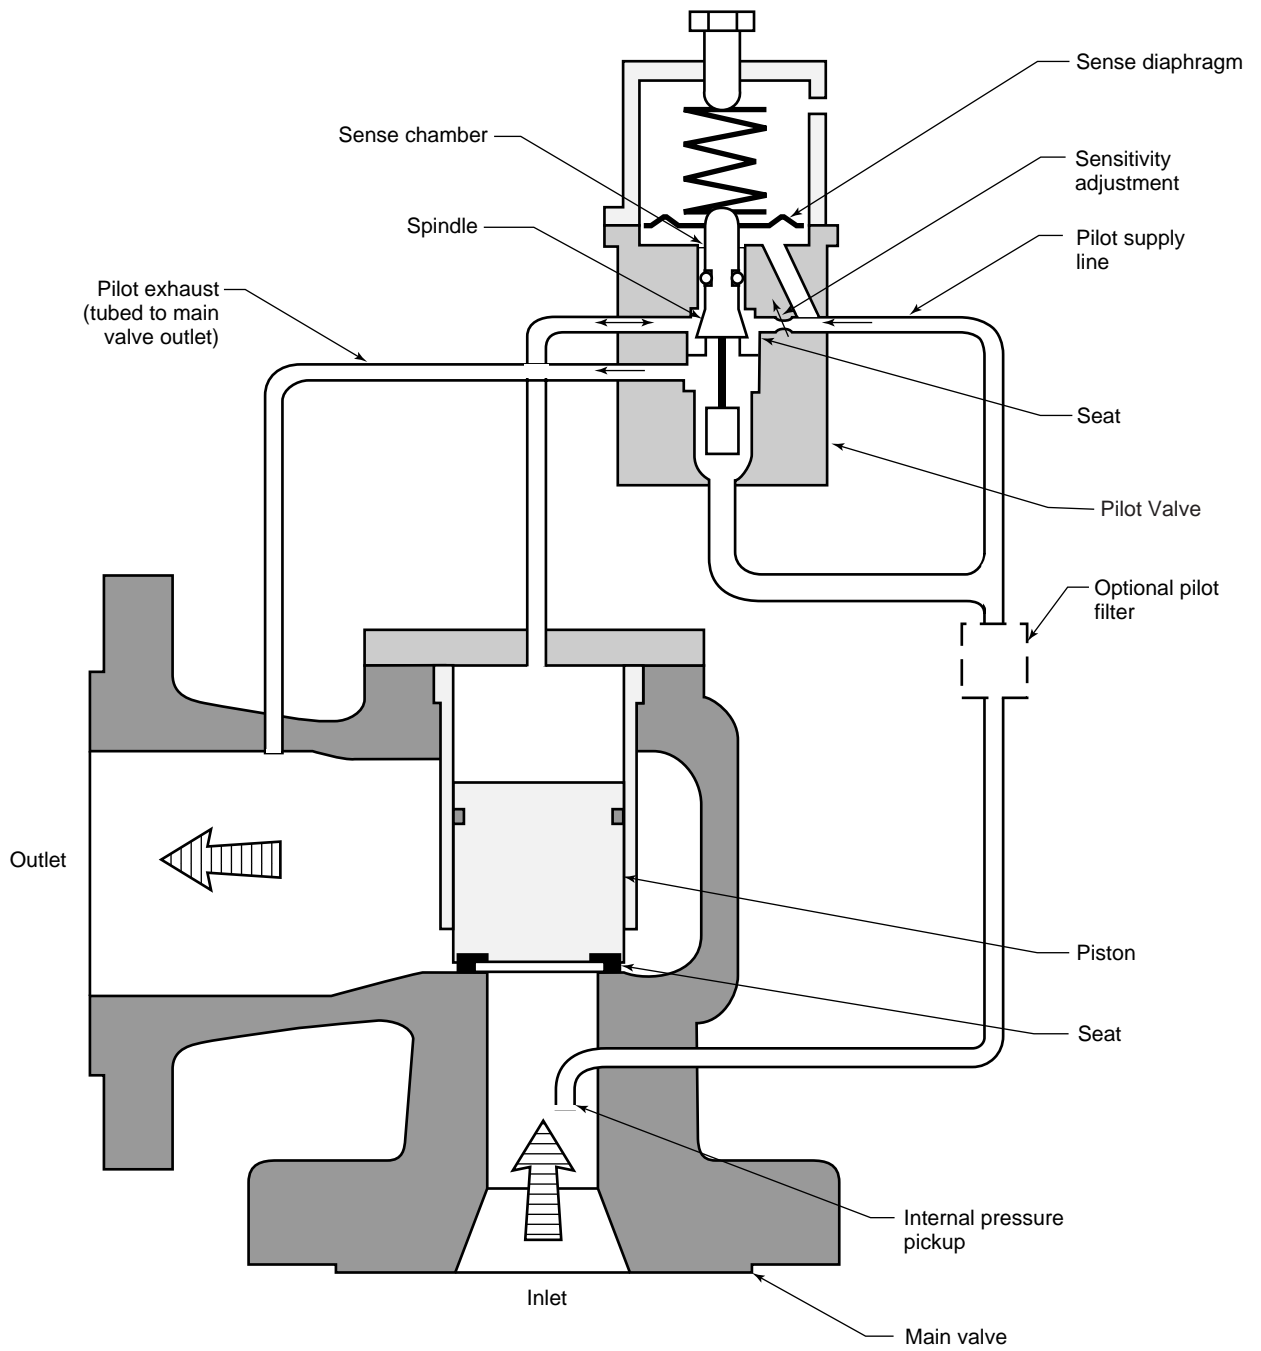 Sense diaphragm
Sense chamber
Sensitivity
adjustment
Spindle
Pilot supply
line
Pilot exhaust
(tubed to main
valve outlet)
Seat
Pilot Valve
Optional pilot
filter
Outlet
Piston
Seat
Internal pressure
pickup
Inlet
Main valve